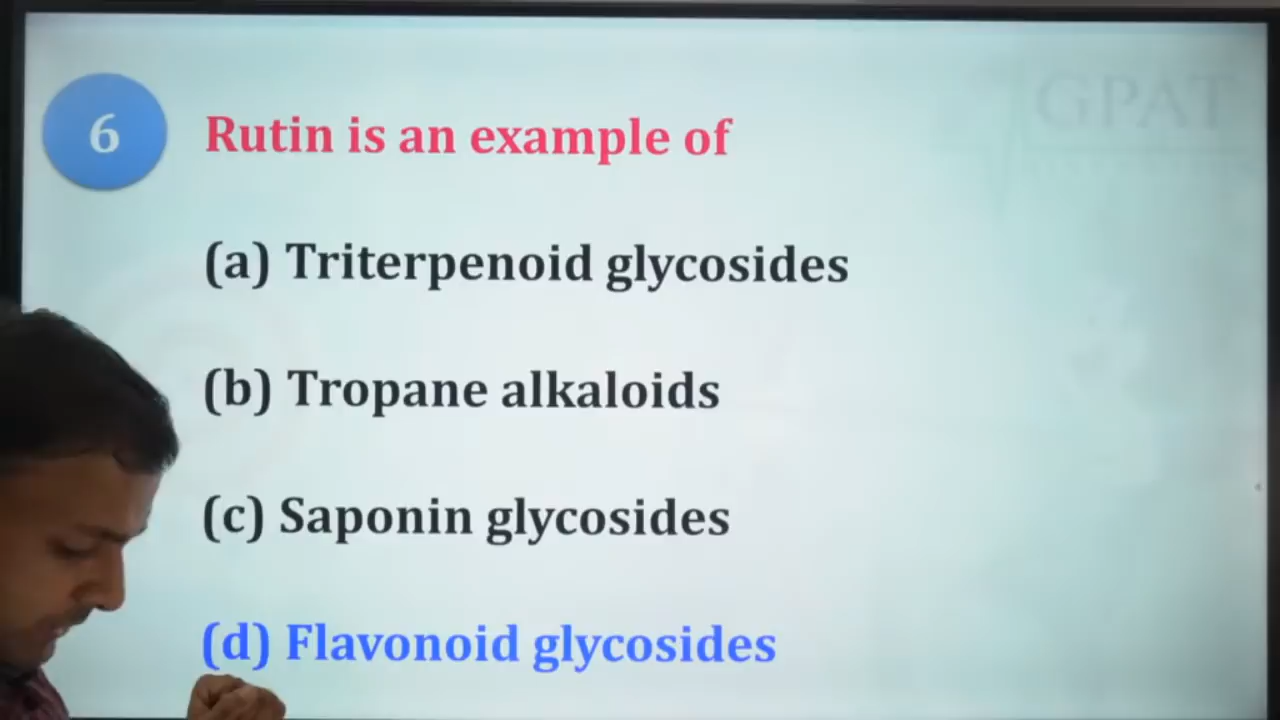 GPAT
6
Rutin is an example of
(a) Triterpenoid glycosides
(b) Tropane alkaloids
(c) Saponin glycosides
(d) Flavonoid glycosides